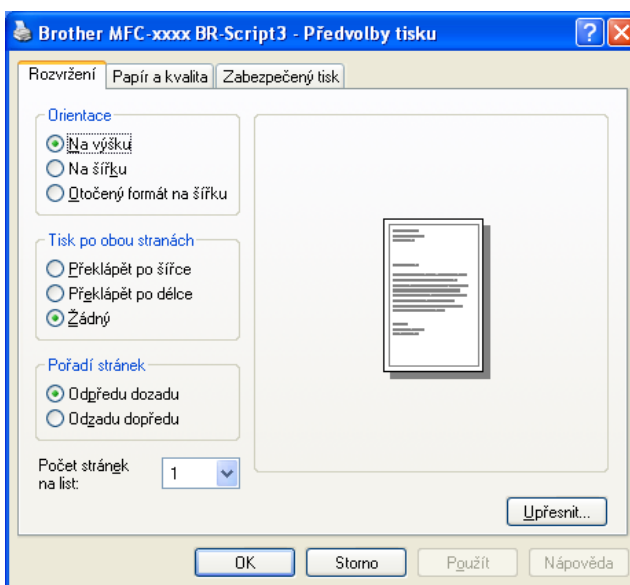 Brother MFC-xxxx BR-Script3 - Předvolby tisku
Rozvržení
Papír a kvalita
Zabezpečený tisk
Orientace
Na výšku
Na šířku
Otočený formát na šířku
Tisk po obou stranách
Překlápět po šířce
Překlápět po délce
Žádný
Pořadí stránek
Odpředu dozadu
Odzadu dopředu
Počet stránek
na list:
1
Upřesnit...
OK
Storno
Použít
Nápověda